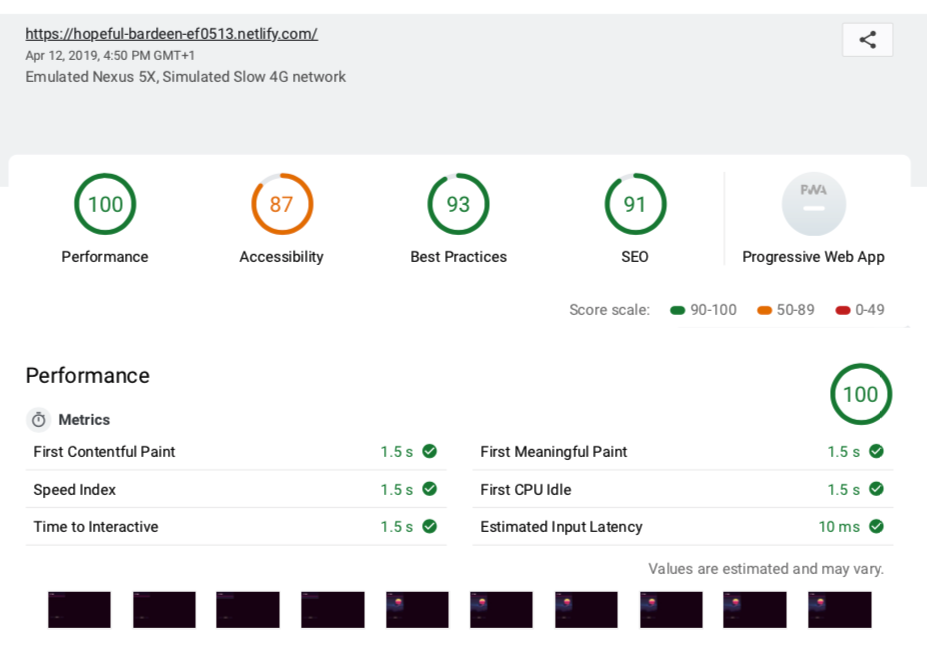 https://hopeful-bardeen-ef0513.netlify.com/
Apr 12, 2019, 4:50 PM GMT+1
Emulated Nexus 5X, Simulated Slow 4G network
100 87 93 91 PWA
Performance Accessibility Best Practices SEO Progressive Web App
Score scale: 90-100 50-89 0-49
Performance 100
Metrics
First Contentful Paint 1.5 s First Meaningful Paint 1.5 s
Speed Index 1.5 s First CPU Idle 1.5 s
Time to Interactive 1.5 s Estimated Input Latency 10 ms
Values are estimated and may vary.